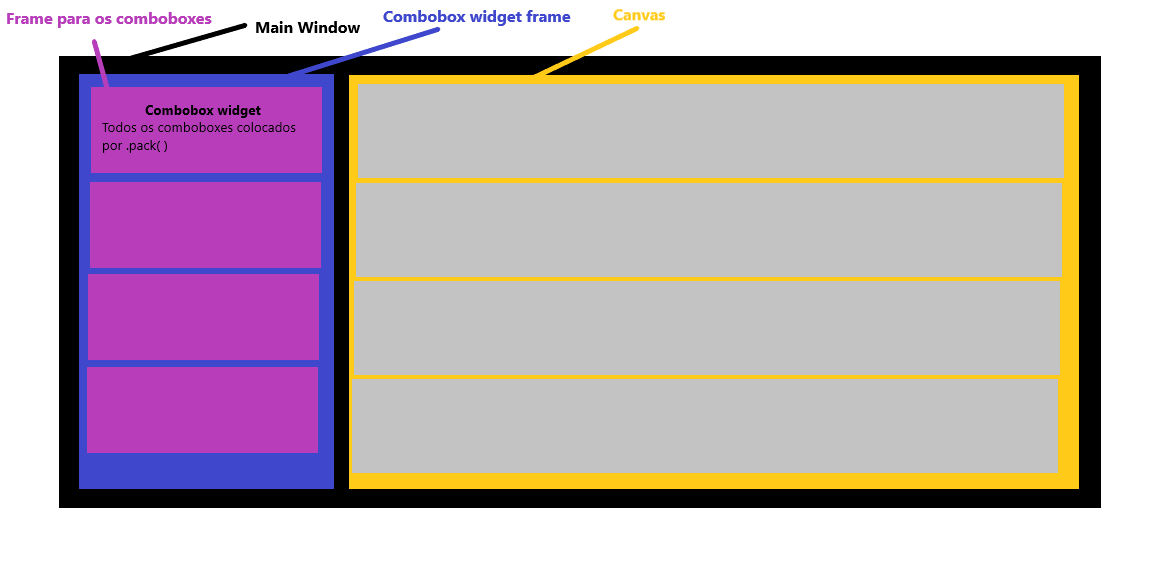 Frame para os comboboxes
Main Window
Combobox widget frame
Canvas
Combobox widget
Todos os comboboxes colocados
por .pack( )